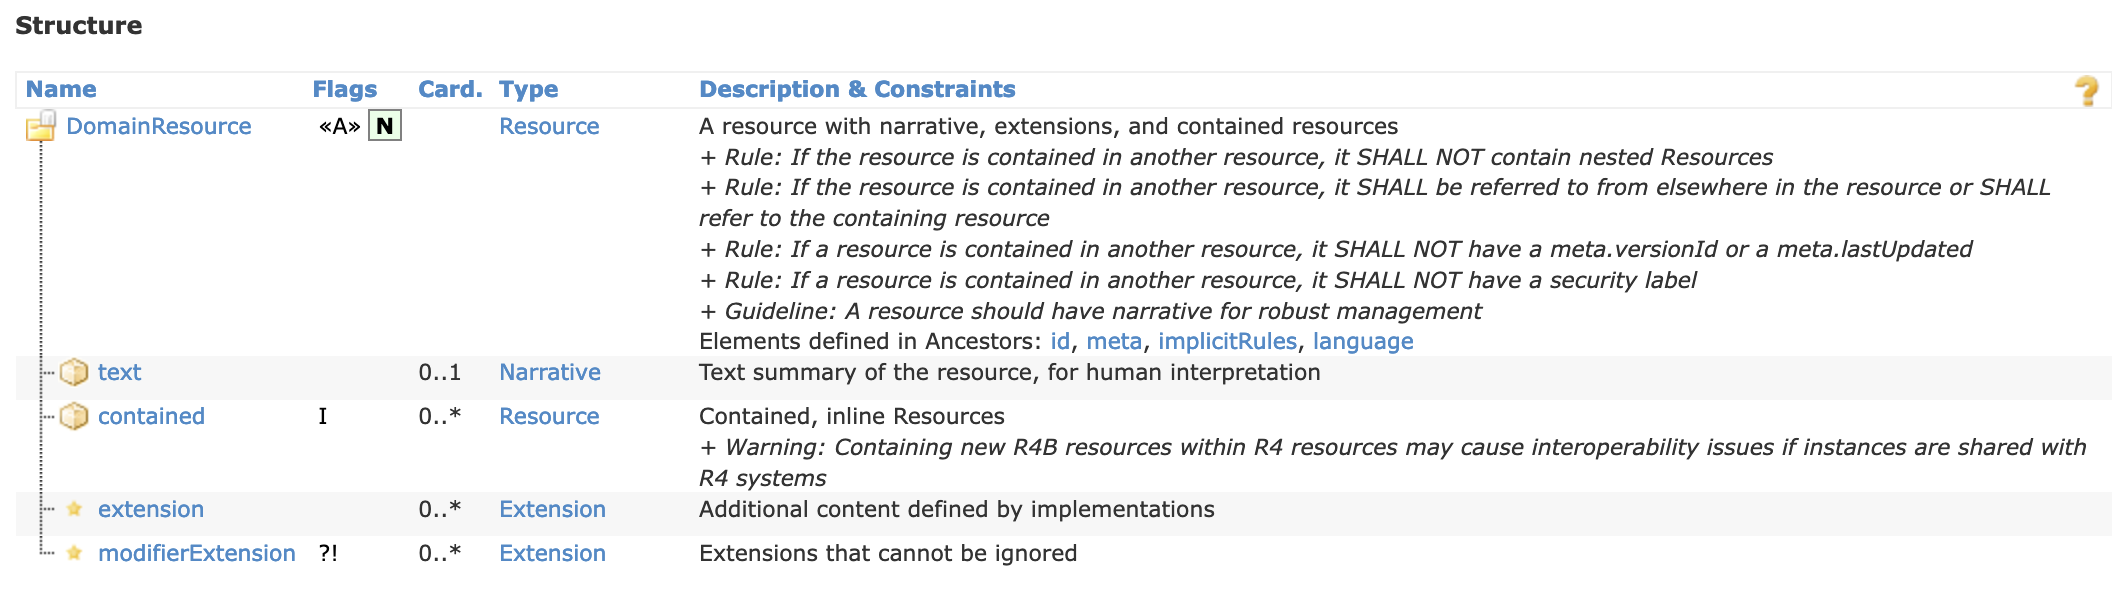 Structure
Name Flags Card. Type Description & Constraints
DomainResource «A» N Resource A resource with narrative, extensions, and contained resources
+ Rule: If the resource is contained in another resource, it SHALL NOT contain nested Resources
+ Rule: If the resource is contained in another resource, it SHALL be referred to from elsewhere in the resource or SHALL
refer to the containing resource
+ Rule: If a resource is contained in another resource, it SHALL NOT have a meta.versionId or a meta.lastUpdated
+ Rule: If a resource is contained in another resource, it SHALL NOT have a security label
+ Guideline: A resource should have narrative for robust management
Elements defined in Ancestors: id, meta, implicitRules, language
text 0..1 Narrative Text summary of the resource, for human interpretation
contained I 0..* Resource Contained, inline Resources
+ Warning: Containing new R4B resources within R4 resources may cause interoperability issues if instances are shared with
R4 systems
extension 0..* Extension Additional content defined by implementations
modifierExtension ?! 0..* Extension Extensions that cannot be ignored